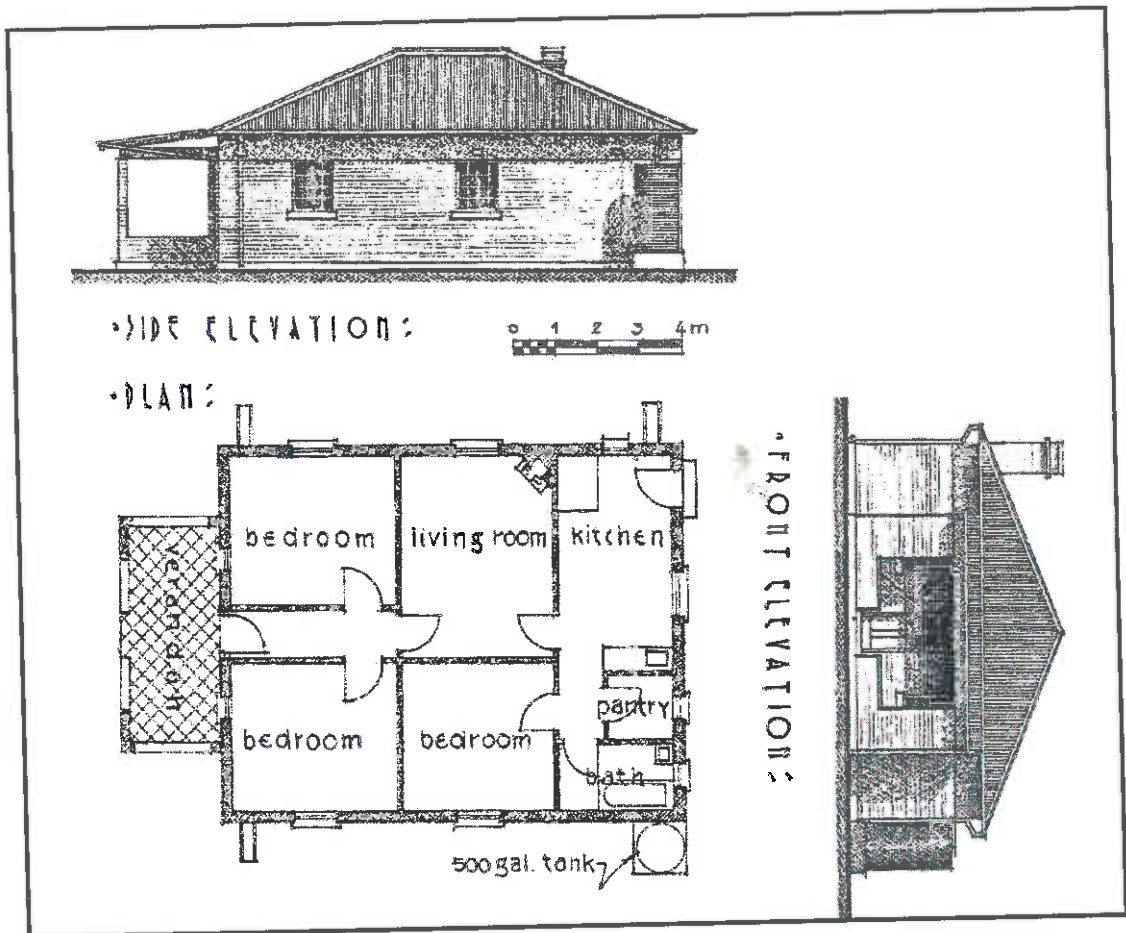 •SIDE ELEVATION:
0 1 2 3 4m
•PLAN:
bedroom
living room
kitchen
verandah
bedroom
bedroom
pantry
bath
500 gal. tank
•FRONT ELEVATION: